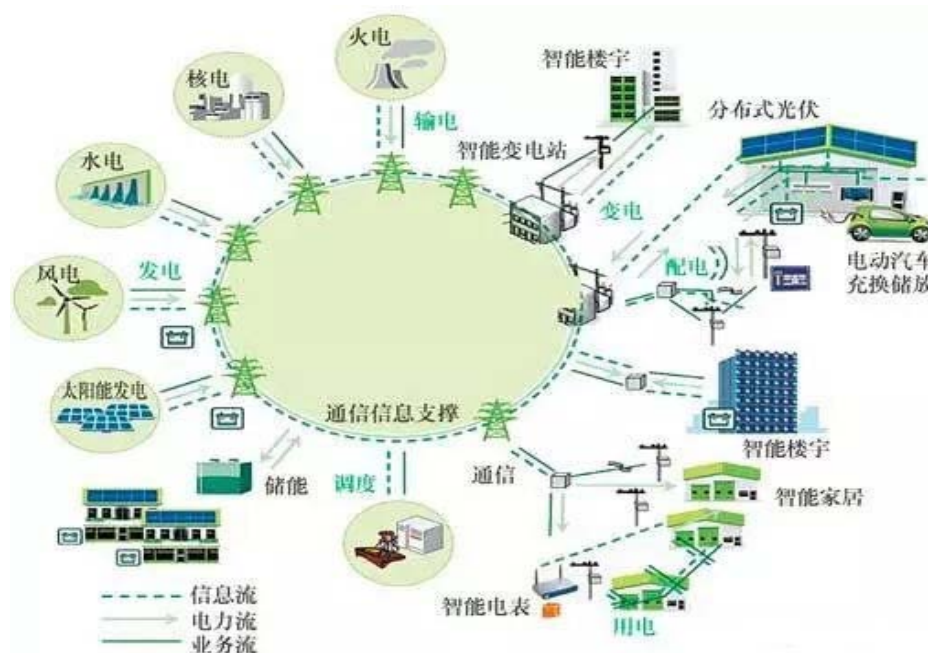 火电
核电
智能楼宇
分布式光伏
输电
智能变电站
水电
变电
发电
风电
配电
电动汽车
充换储放
太阳能发电
通信信息支撑
智能楼宇
储能
调度
通信
智能家居
智能电表
用电
信息流
电力流
业务流